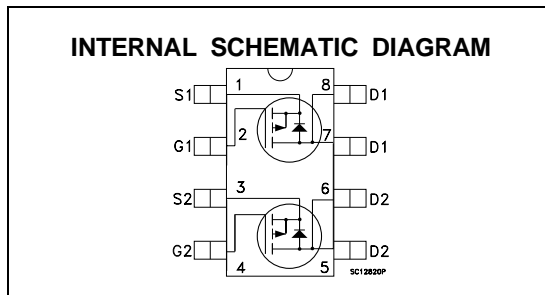 INTERNAL SCHEMATIC DIAGRAM
S1 1 8 D1
G1 2 7 D1
S2 3 6 D2
G2 4 5 D2
SC12820P